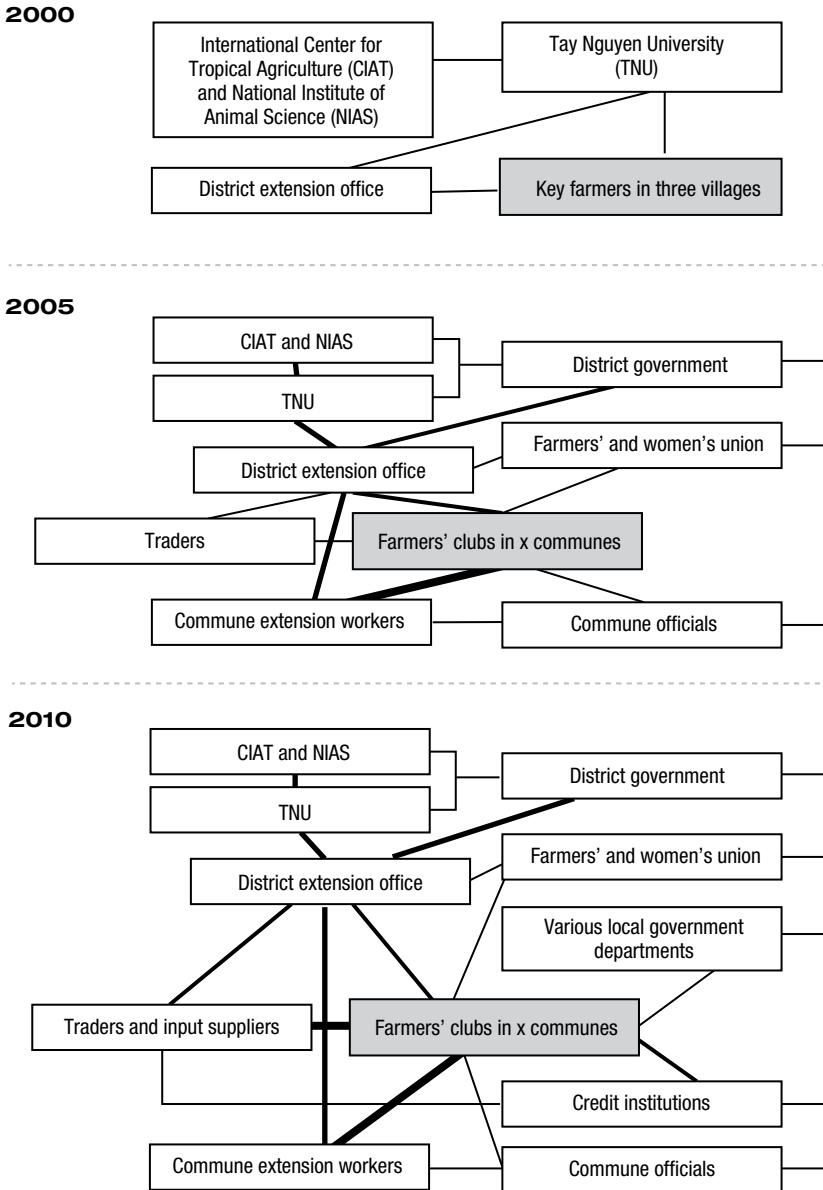 2000
International Center for
Tropical Agriculture (CIAT)
and National Institute of
Animal Science (NIAS)
Tay Nguyen University
(TNU)
District extension office
Key farmers in three villages
2005
CIAT and NIAS
District government
TNU
Farmers’ and women’s union
District extension office
Traders
Farmers’ clubs in x communes
Commune extension workers
Commune officials
2010
CIAT and NIAS
District government
TNU
Farmers’ and women’s union
District extension office
Various local government
departments
Traders and input suppliers
Farmers’ clubs in x communes
Credit institutions
Commune extension workers
Commune officials